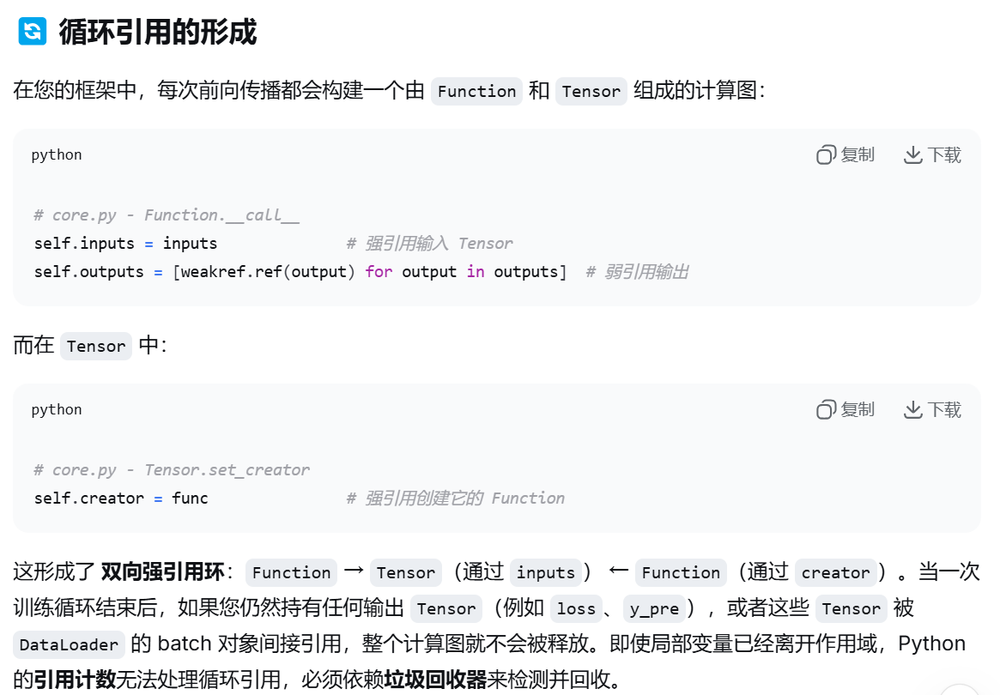 循环引用的形成
在您的框架中，每次前向传播都会构建一个由 Function 和 Tensor 组成的计算图：
python
复制
下载
# core.py - Function.__call__
self.inputs = inputs # 强引用输入 Tensor
self.outputs = [weakref.ref(output) for output in outputs] # 弱引用输出
而在 Tensor 中：
python
复制
下载
# core.py - Tensor.set_creator
self.creator = func # 强引用创建它的 Function
这形成了 双向强引用环：Function → Tensor（通过 inputs）← Function（通过 creator）。当一次
训练循环结束后，如果您仍然持有任何输出 Tensor（例如 loss、y_pre），或者这些 Tensor 被
DataLoader 的 batch 对象间接引用，整个计算图就不会被释放。即使局部变量已经离开作用域，Python
的引用计数无法处理循环引用，必须依赖垃圾回收器来检测并回收。